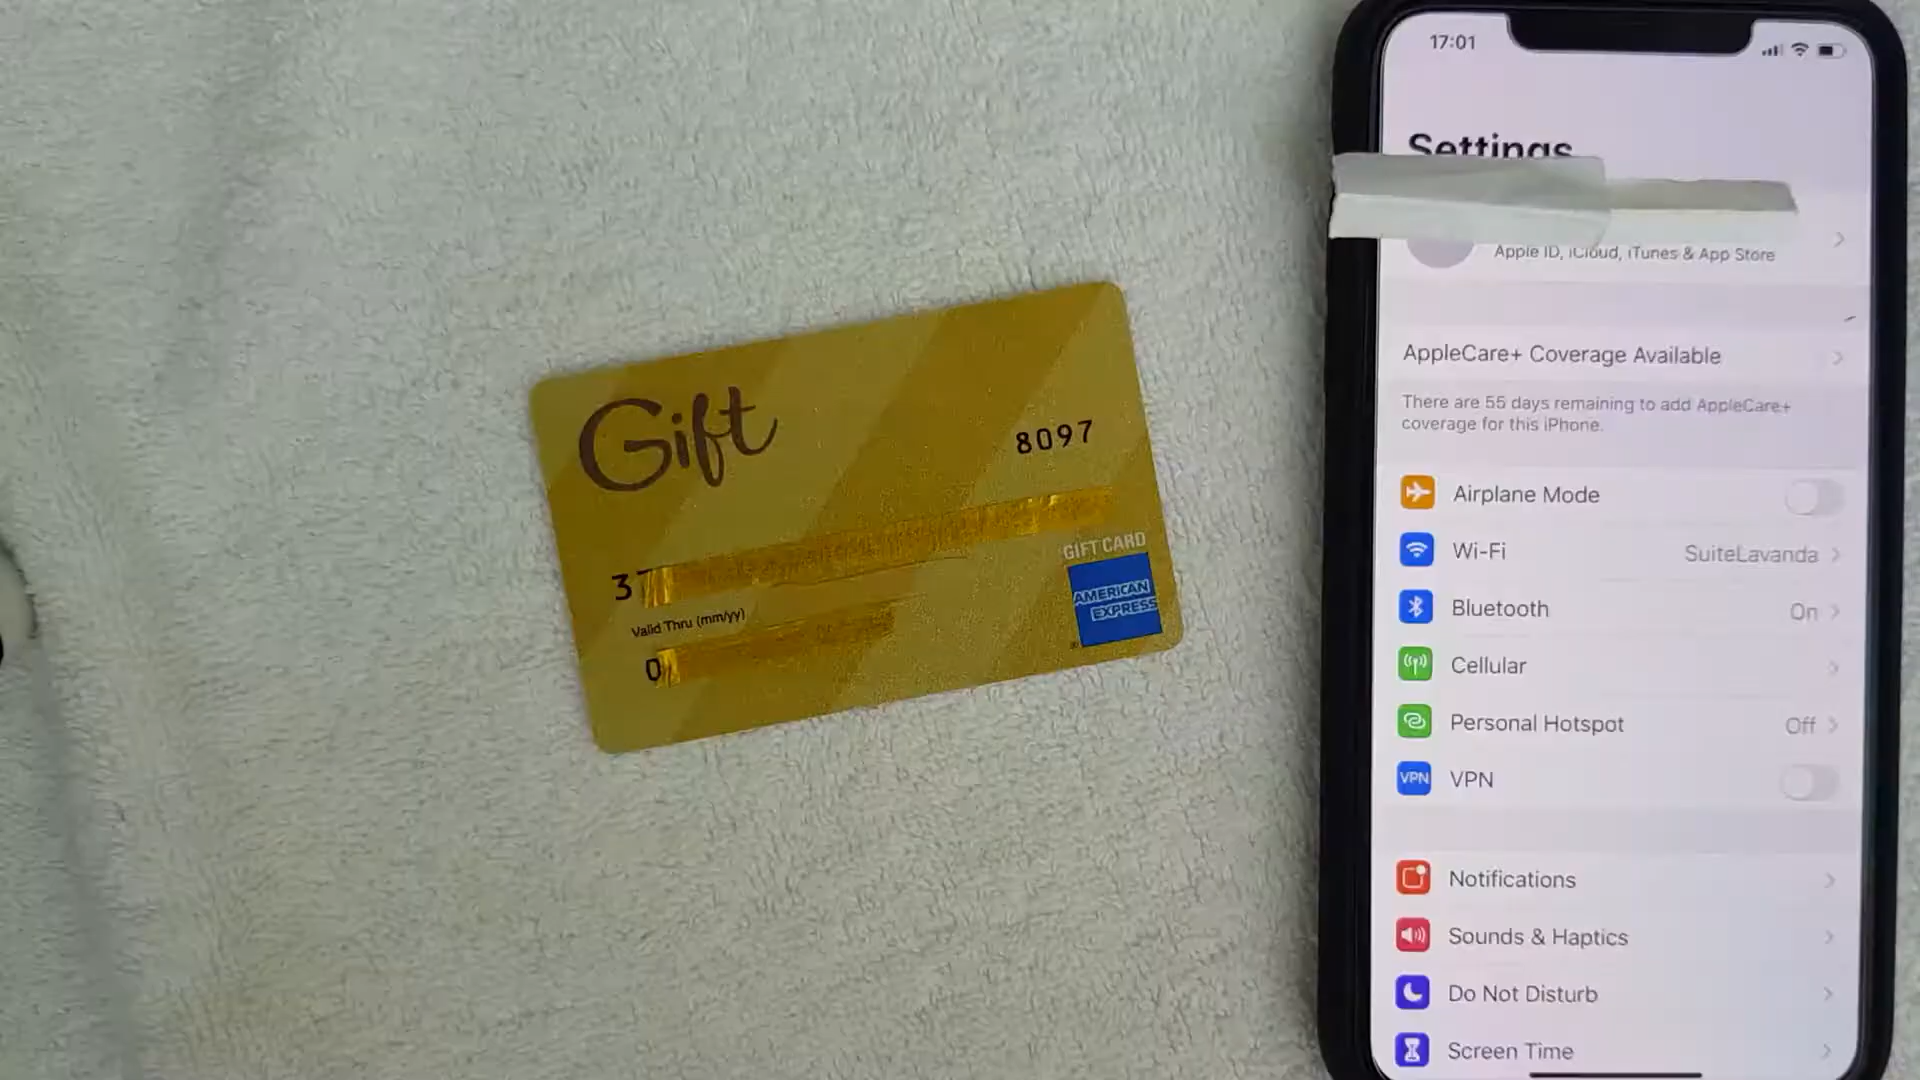 Gift
8097
3
Valid Thru (mm/yy)
0
GIFT CARD
AMERICAN
EXPRESS
®
17:01
Settings
Apple ID, iCloud, iTunes & App Store
AppleCare+ Coverage Available
There are 55 days remaining to add AppleCare+
coverage for this iPhone.
Airplane Mode
Wi-Fi SuiteLavanda
Bluetooth On
Cellular
Personal Hotspot Off
VPN VPN
Notifications
Sounds & Haptics
Do Not Disturb
Screen Time